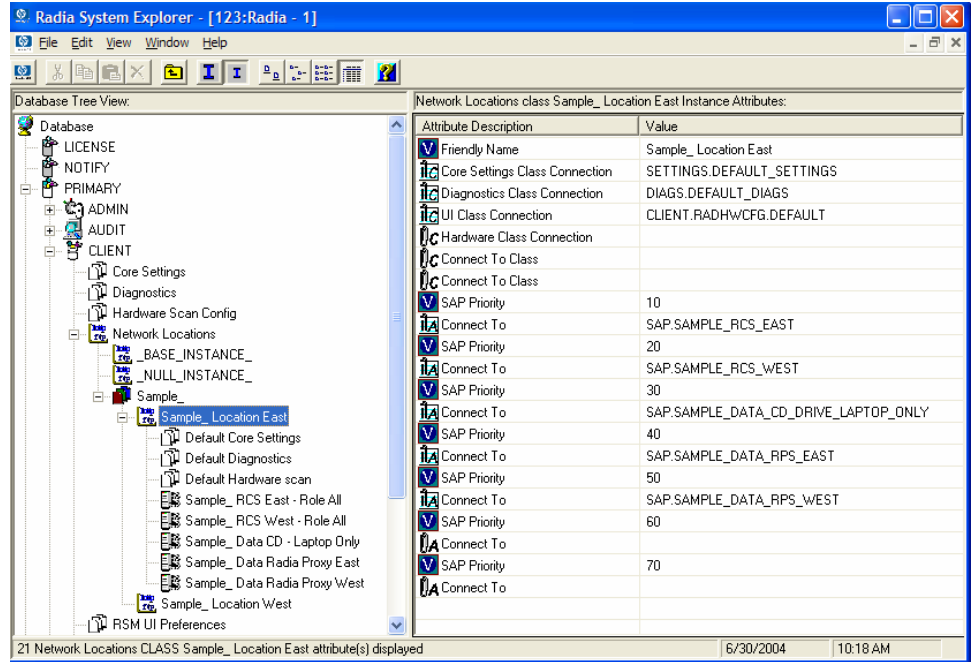 Radia System Explorer - [123:Radia - 1]
File Edit View Window Help
Database Tree View:
Database
LICENSE
NOTIFY
PRIMARY
ADMIN
AUDIT
CLIENT
Core Settings
Diagnostics
Hardware Scan Config
Network Locations
_BASE_INSTANCE_
_NULL_INSTANCE_
Sample_
Sample_ Location East
Default Core Settings
Default Diagnostics
Default Hardware scan
Sample_ RCS East - Role All
Sample_ RCS West - Role All
Sample_ Data CD - Laptop Only
Sample_ Data Radia Proxy East
Sample_ Data Radia Proxy West
Sample_ Location West
RSM UI Preferences
Network Locations class Sample_ Location East Instance Attributes:
Attribute Description Value
Friendly Name Sample_ Location East
Core Settings Class Connection SETTINGS.DEFAULT_SETTINGS
Diagnostics Class Connection DIAGS.DEFAULT_DIAGS
UI Class Connection CLIENT.RADHWCFG.DEFAULT
Hardware Class Connection
Connect To Class
Connect To Class
SAP Priority 10
Connect To SAP.SAMPLE_RCS_EAST
SAP Priority 20
Connect To SAP.SAMPLE_RCS_WEST
SAP Priority 30
Connect To SAP.SAMPLE_DATA_CD_DRIVE_LAPTOP_ONLY
SAP Priority 40
Connect To SAP.SAMPLE_DATA_RPS_EAST
SAP Priority 50
Connect To SAP.SAMPLE_DATA_RPS_WEST
SAP Priority 60
Connect To
SAP Priority 70
Connect To
21 Network Locations CLASS Sample_ Location East attribute(s) displayed 6/30/2004 10:18 AM